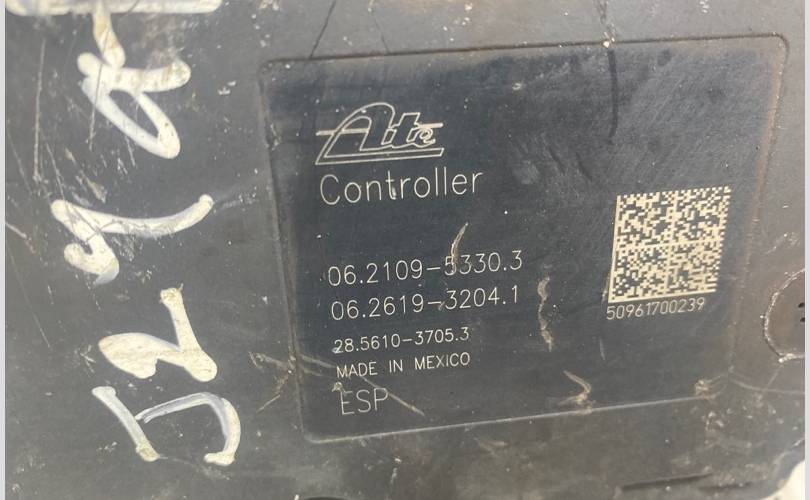 Ate
Controller
06.2109-5330.3
06.2619-3204.1
28.5610-3705.3
MADE IN MEXICO
ESP
50961700239